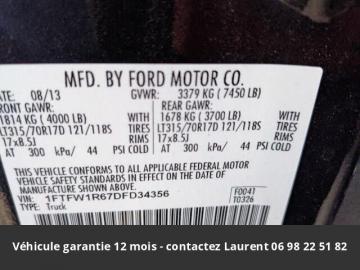 MFD. BY FORD MOTOR CO.
DATE: 08/13 GVWR: 3379 KG (7450 LB)
FRONT GAWR: REAR GAWR:
1814 KG (4000 LB) WITH 1678 KG (3700 LB) WITH
LT315/70R17D 121/118S TIRES LT315/70R17D 121/118S TIRES
17x8.5J RIMS 17x8.5J RIMS
AT 300 kPa/ 44 PSI COLD AT 300 kPa/ 44 PSI COLD
THIS VEHICLE CONFORMS TO ALL APPLICABLE
SAFETY STANDARDS IN EFFECT ON THE DATE OF
MANUFACTURE SHOWN ABOVE.
VIN: 1FTFW1R67DFD34356 F0041
TYPE: Truck T0326
Véhicule garantie 12 mois - contactez Laurent 06 98 22 51 82